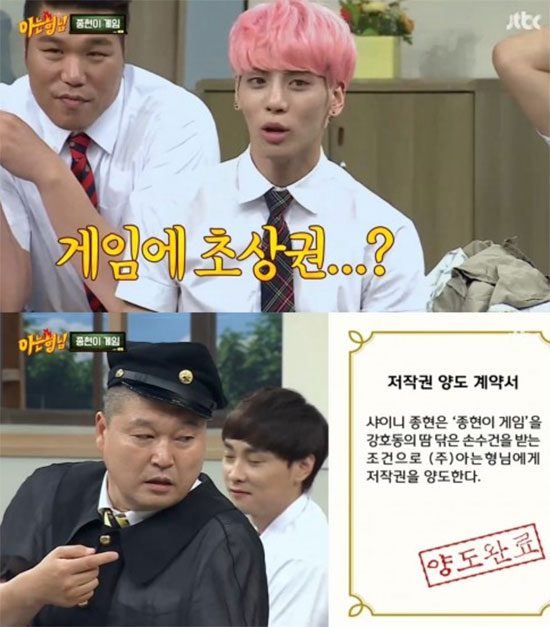 아는형님
종현이 게임
jtbc
게임에 초상권...?
아는형님
종현이 게임
저작권 양도 계약서
샤이니 종현은 '종현이 게임'을
강호동의 땀 닦은 손수건을 받는
조건으로 (주)아는형님에게
저작권을 양도한다.
양도완료